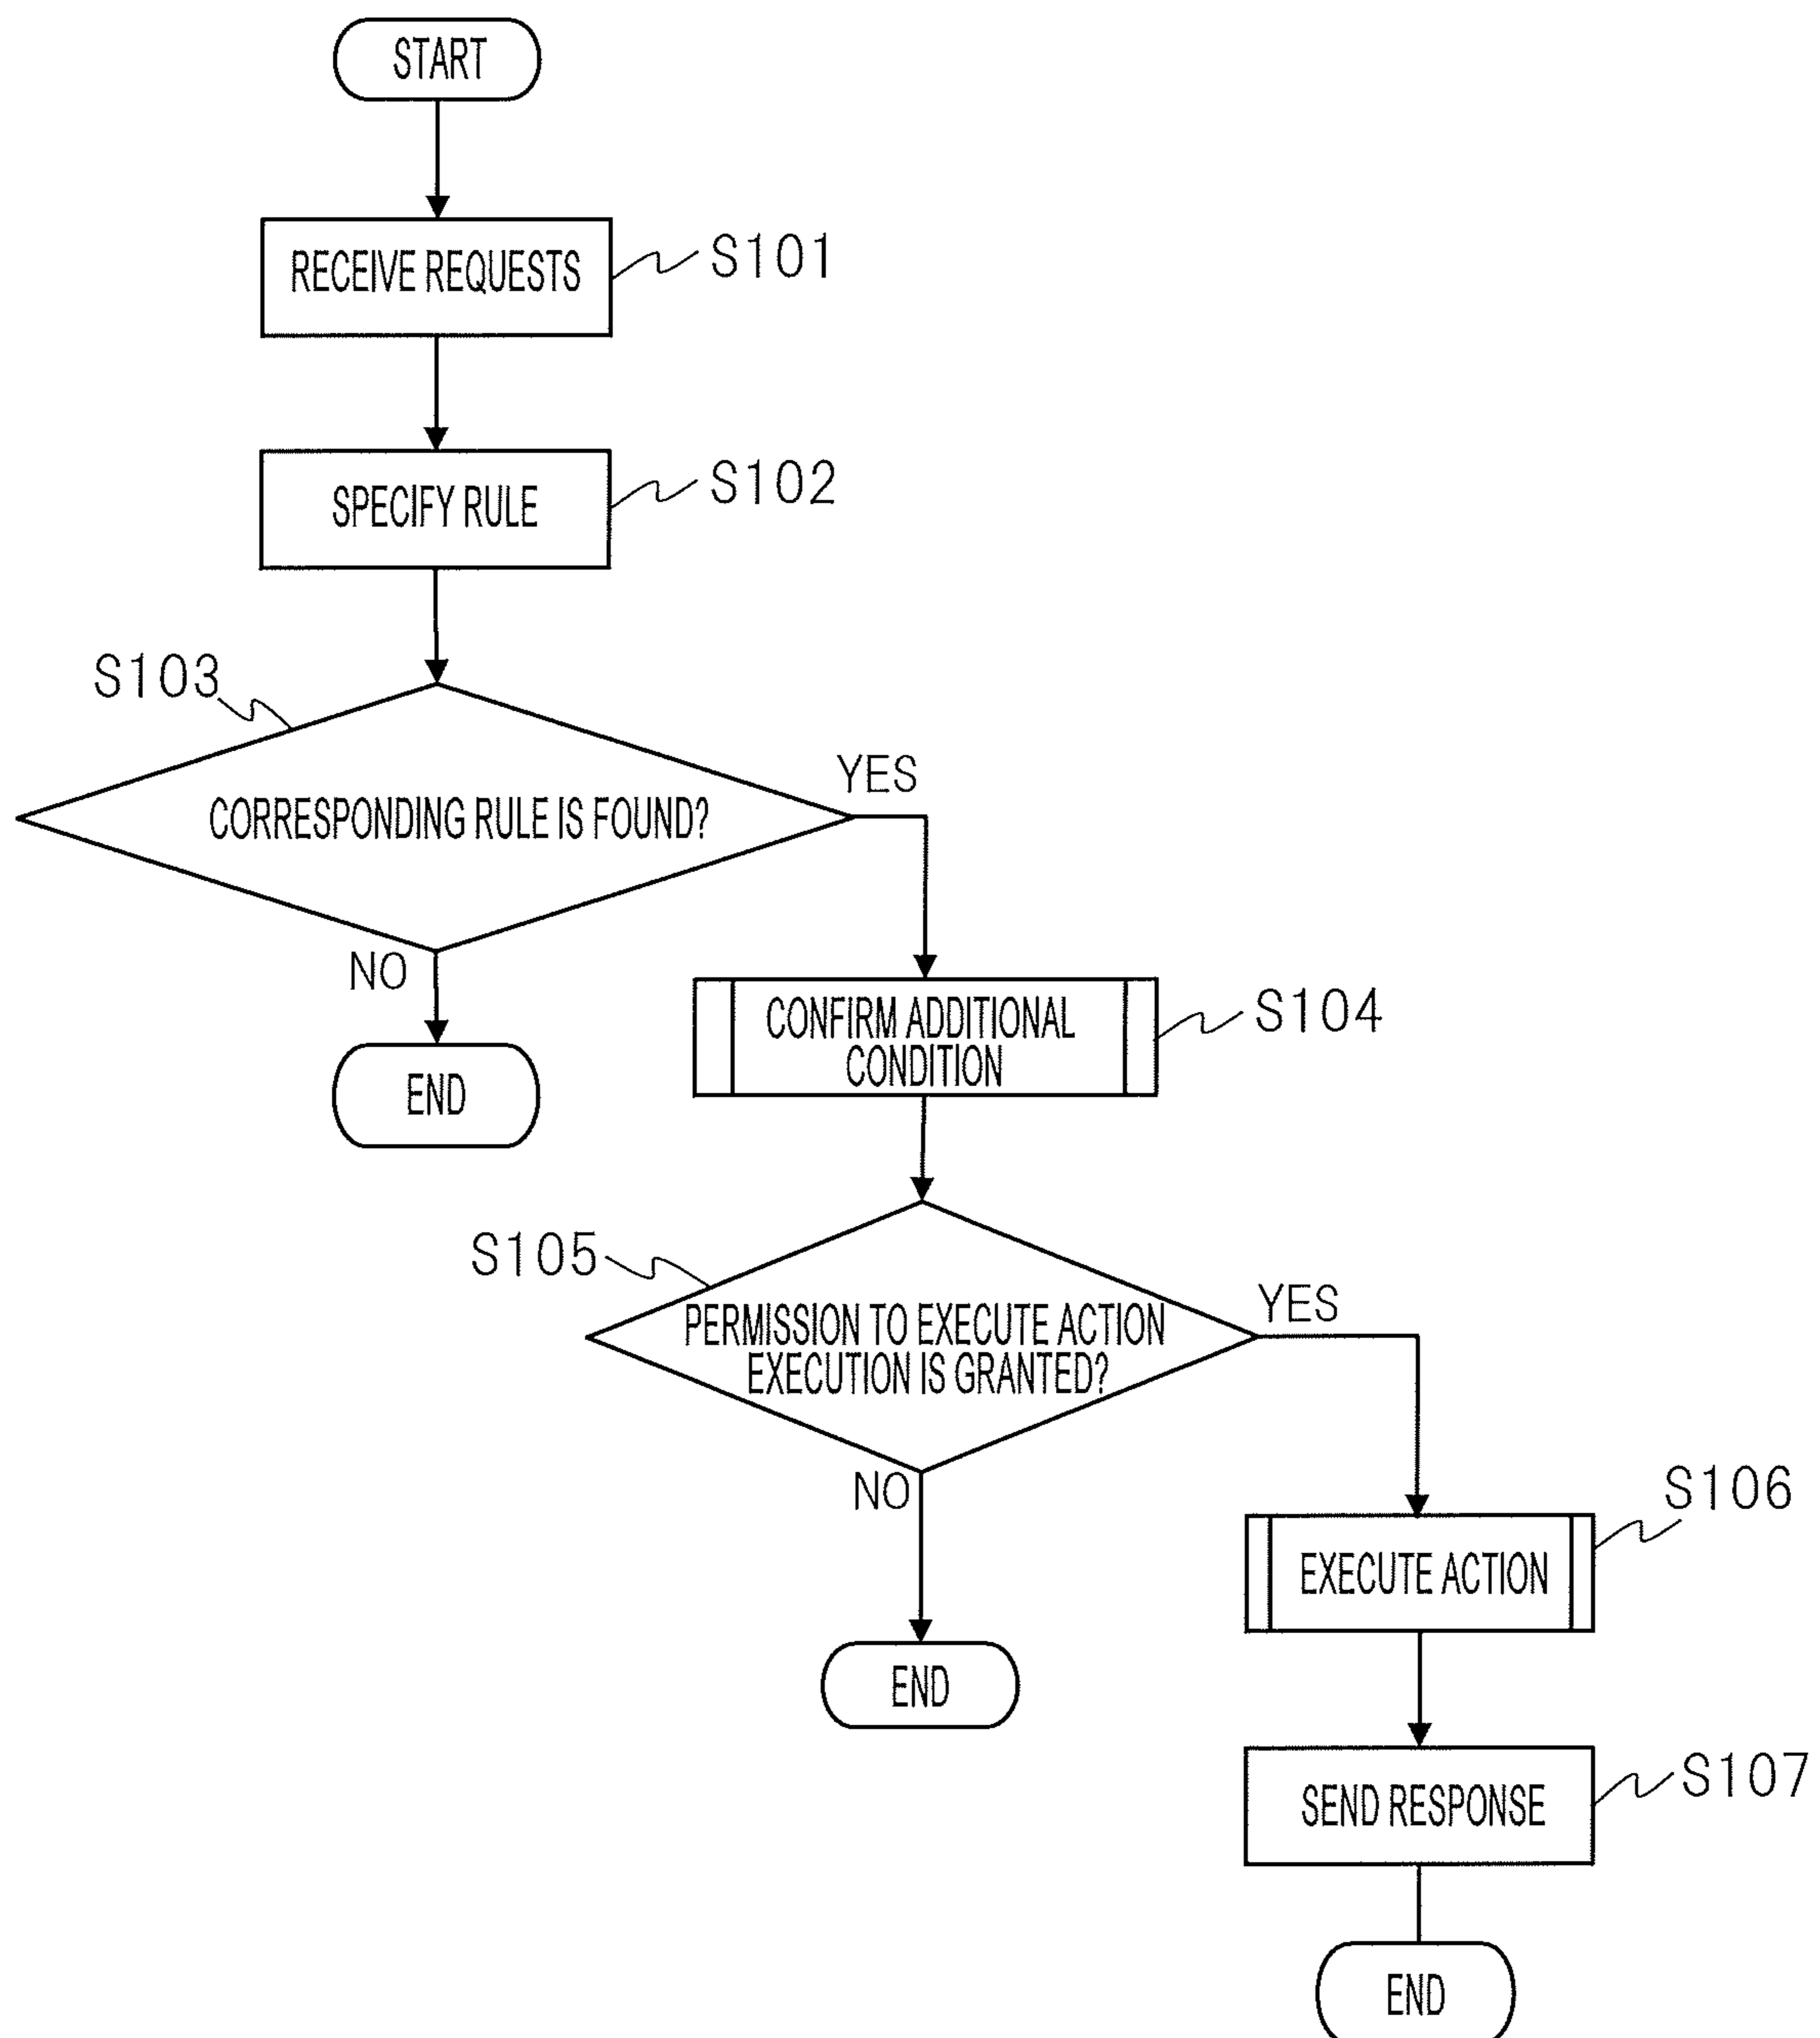 START
RECEIVE REQUESTS
S101
SPECIFY RULE
S102
S103
CORRESPONDING RULE IS FOUND?
YES
NO
END
CONFIRM ADDITIONAL
CONDITION
S104
S105
PERMISSION TO EXECUTE ACTION
EXECUTION IS GRANTED?
YES
NO
END
S106
EXECUTE ACTION
SEND RESPONSE
S107
END